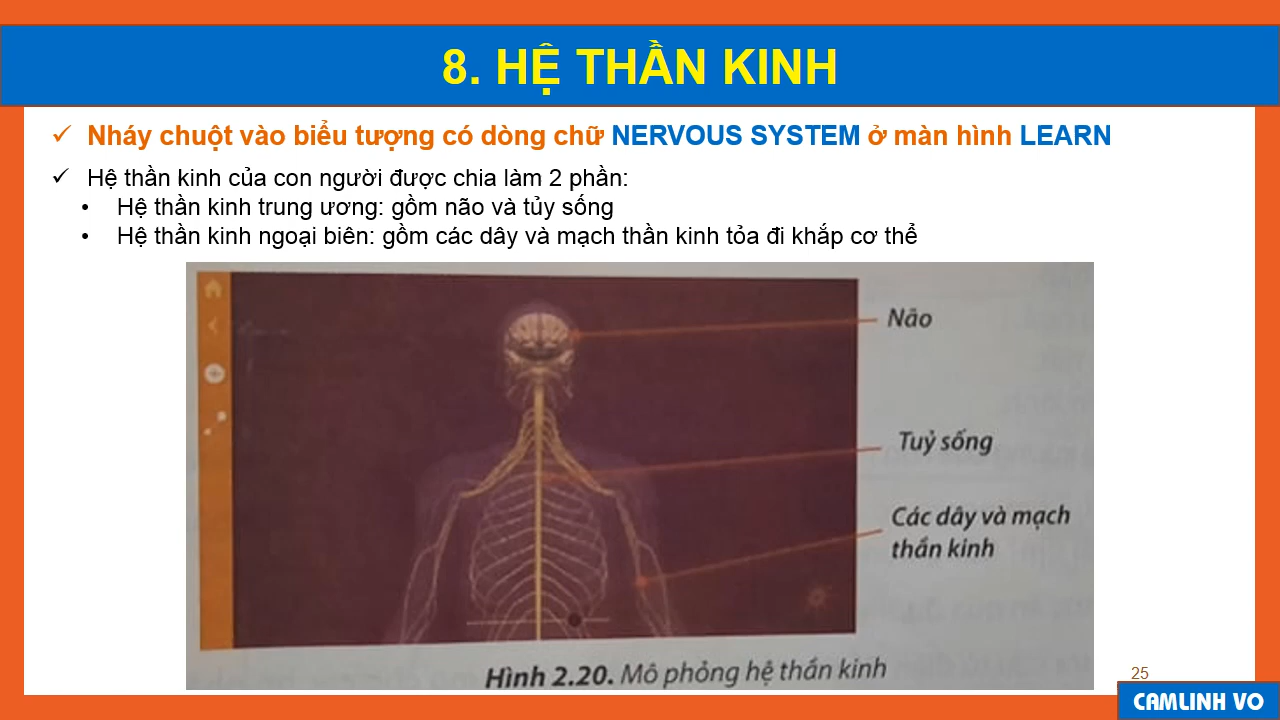 8. HỆ THẦN KINH
✓ Nháy chuột vào biểu tượng có dòng chữ NERVOUS SYSTEM ở màn hình LEARN
✓ Hệ thần kinh của con người được chia làm 2 phần:
• Hệ thần kinh trung ương: gồm não và tủy sống
• Hệ thần kinh ngoại biên: gồm các dây và mạch thần kinh tỏa đi khắp cơ thể
Não
Tuỷ sống
Các dây và mạch
thần kinh
Hình 2.20. Mô phỏng hệ thần kinh
25
CAMLINH VO